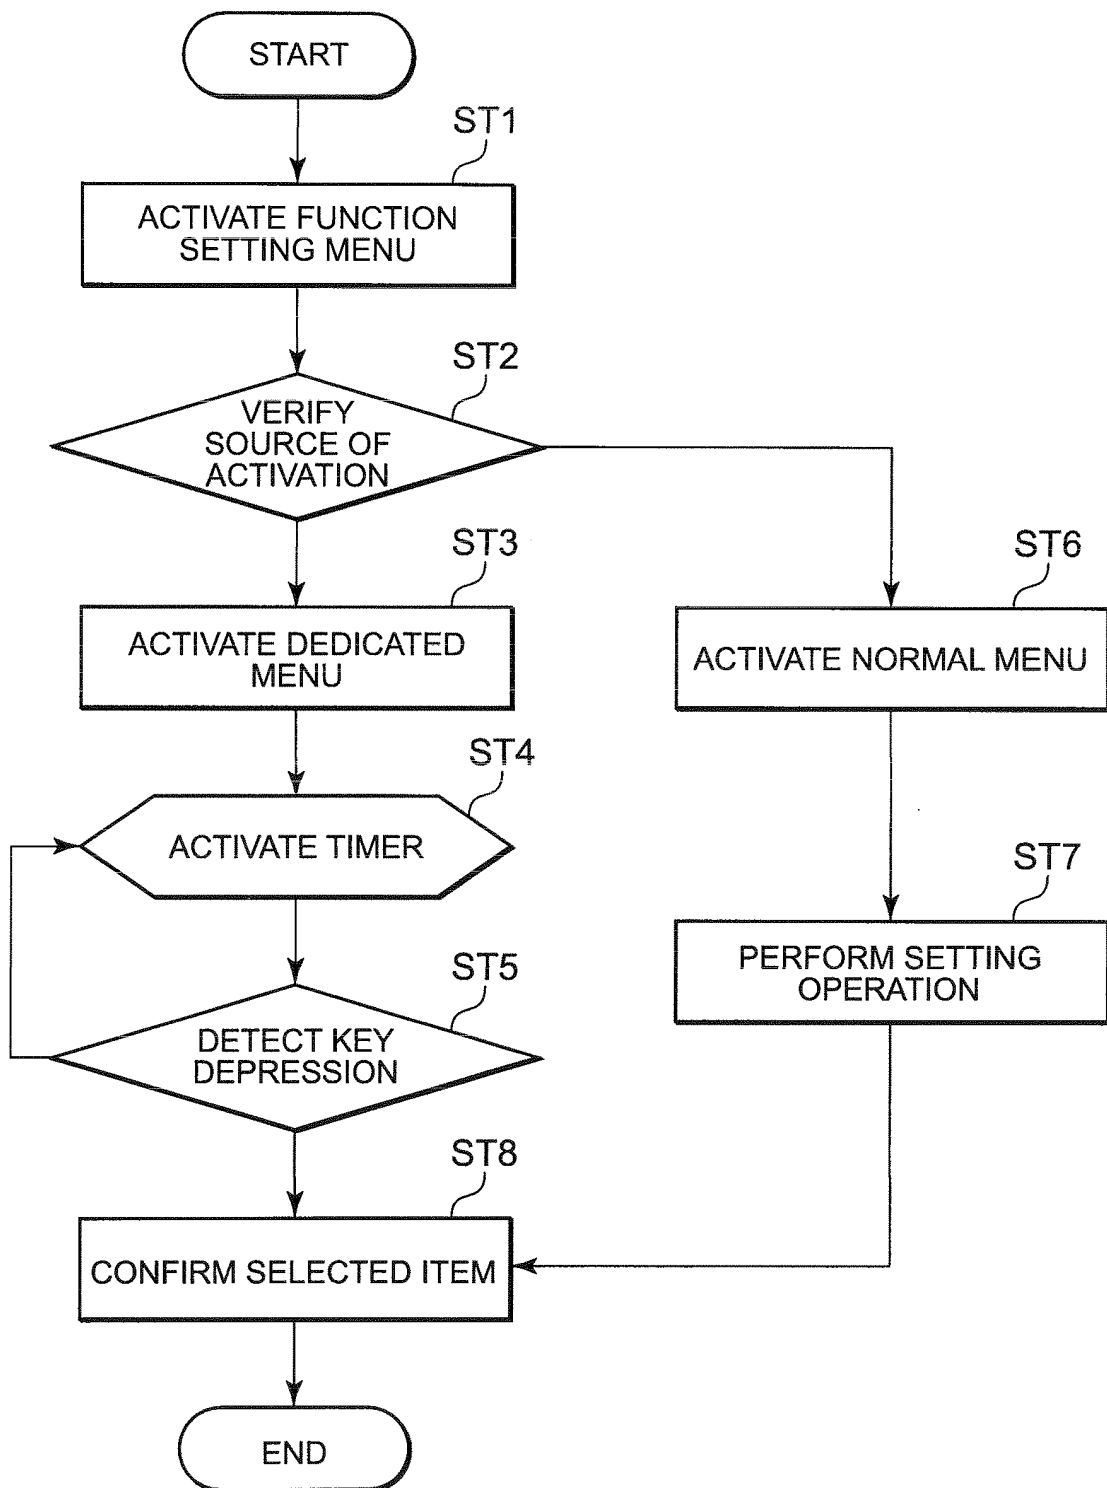 START
ST1
ACTIVATE FUNCTION
SETTING MENU
ST2
VERIFY
SOURCE OF
ACTIVATION
ST3
ACTIVATE DEDICATED
MENU
ST6
ACTIVATE NORMAL MENU
ST4
ACTIVATE TIMER
ST7
PERFORM SETTING
OPERATION
ST5
DETECT KEY
DEPRESSION
ST8
CONFIRM SELECTED ITEM
END